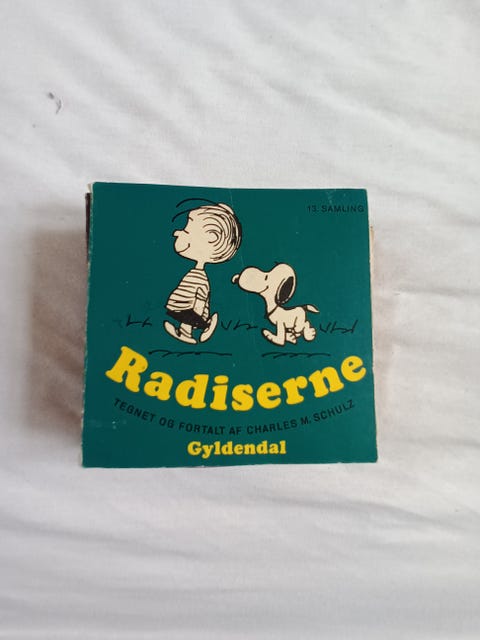 13. SAMLING
Radiserne
TEGNET OG FORTALT AF CHARLES M. SCHULZ
Gyldendal